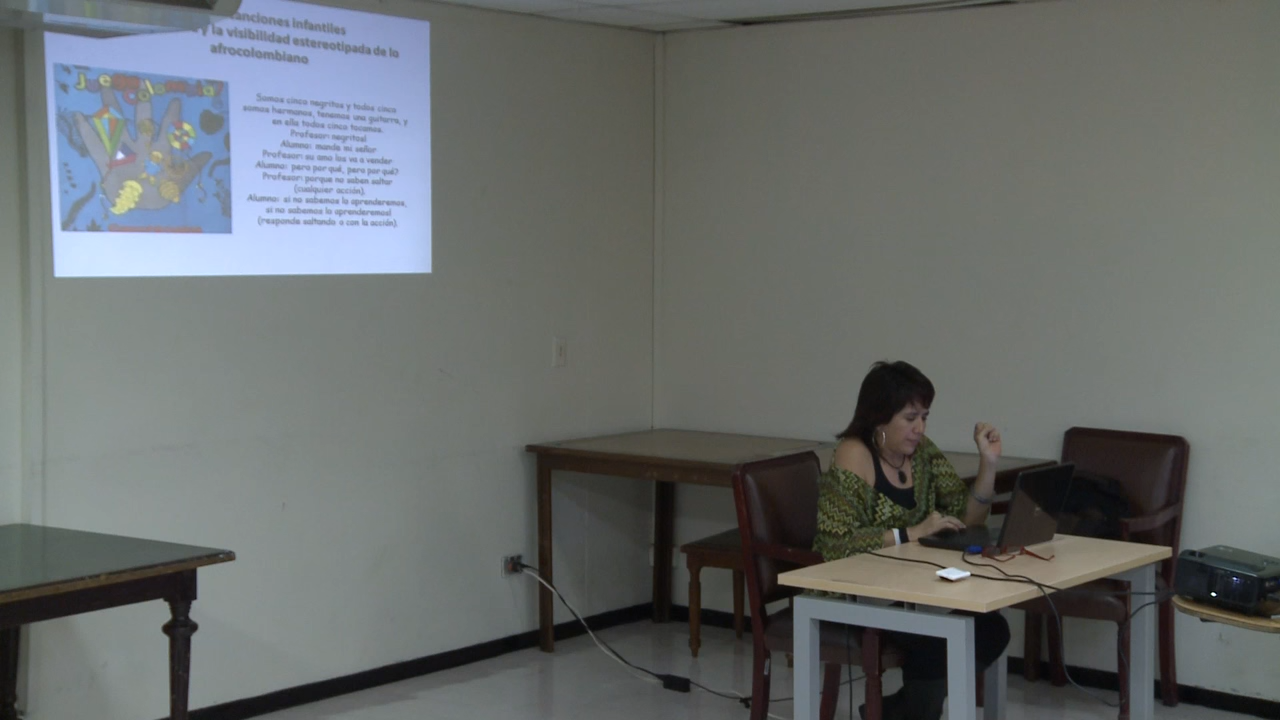 canciones infantiles
y la visibilidad estereotipada de lo
afrocolombiano
Somos cinco negritos y todos cinco
somos hermanos, tenemos una guitarra, y
en ella todos cinco tocamos.
Profesor: negritos!
Alumno: mande mi señor
Profesor: su amo los va a vender
Alumno: pero por qué, pero por qué?
Profesor: porque no saben saltar
(cualquier acción).
Alumno: si no sabemos la aprenderemos,
si no sabemos la aprenderemos!
(responde saltando o con la acción).